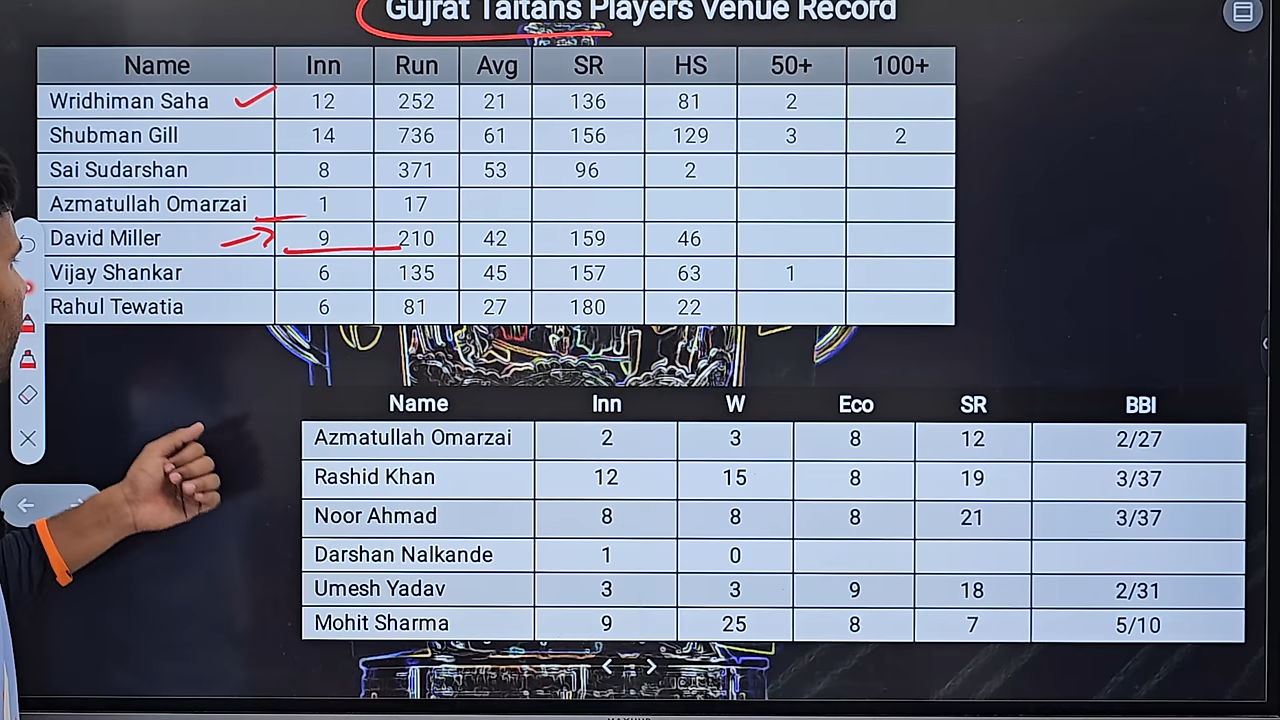 Gujrat Taitans Players Venue Record
Name Inn Run Avg SR HS 50+ 100+
Wridhiman Saha 12 252 21 136 81 2
Shubman Gill 14 736 61 156 129 3 2
Sai Sudarshan 8 371 53 96 2
Azmatullah Omarzai 1 17
David Miller 9 210 42 159 46
Vijay Shankar 6 135 45 157 63 1
Rahul Tewatia 6 81 27 180 22
Name Inn W Eco SR BBI
Azmatullah Omarzai 2 3 8 12 2/27
Rashid Khan 12 15 8 19 3/37
Noor Ahmad 8 8 8 21 3/37
Darshan Nalkande 1 0
Umesh Yadav 3 3 9 18 2/31
Mohit Sharma 9 25 8 7 5/10